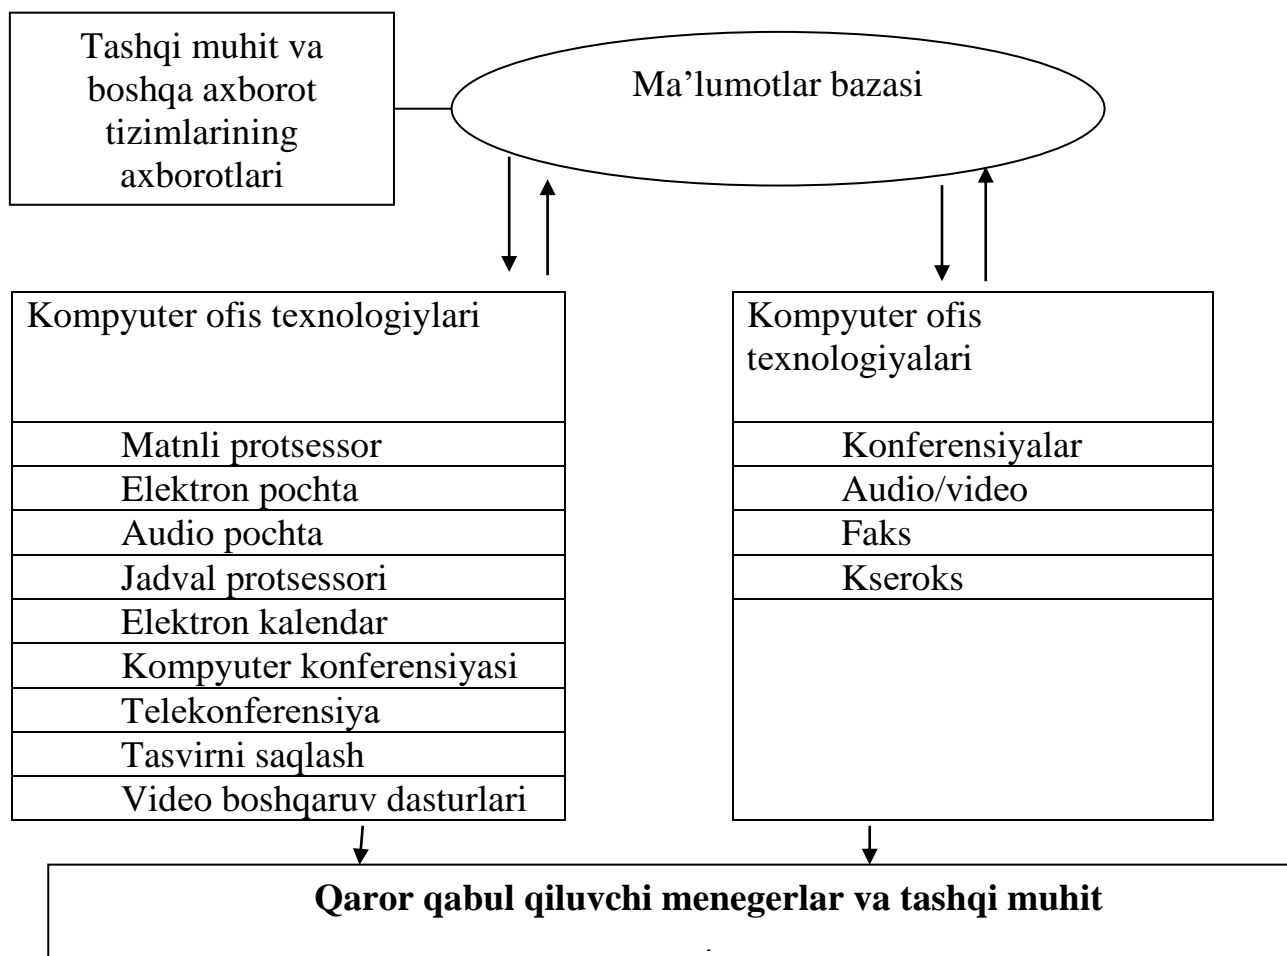 Tashqi muhit va
boshqa axborot
tizimlarining
axborotlari
Ma’lumotlar bazasi
Kompyuter ofis texnologiylari
Matnli protsessor
Elektron pochta
Audio pochta
Jadval protsessori
Elektron kalendar
Kompyuter konferensiyasi
Telekonferensiya
Tasvirni saqlash
Video boshqaruv dasturlari
Kompyuter ofis
texnologiyalari
Konferensiyalar
Audio/video
Faks
Kseroks
Qaror qabul qiluvchi menegerlar va tashqi muhit